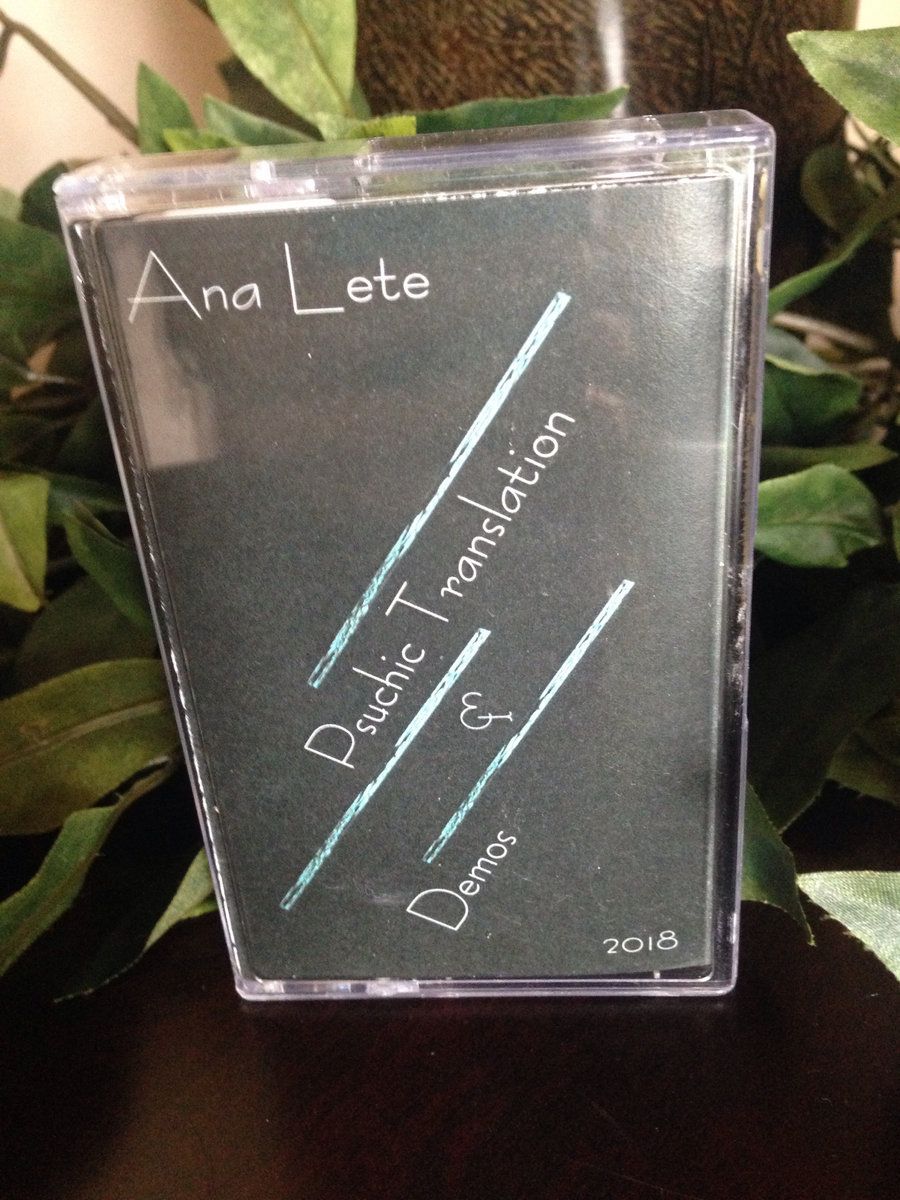 Ana Lete
Psuchic Translation
&
Demos
2018